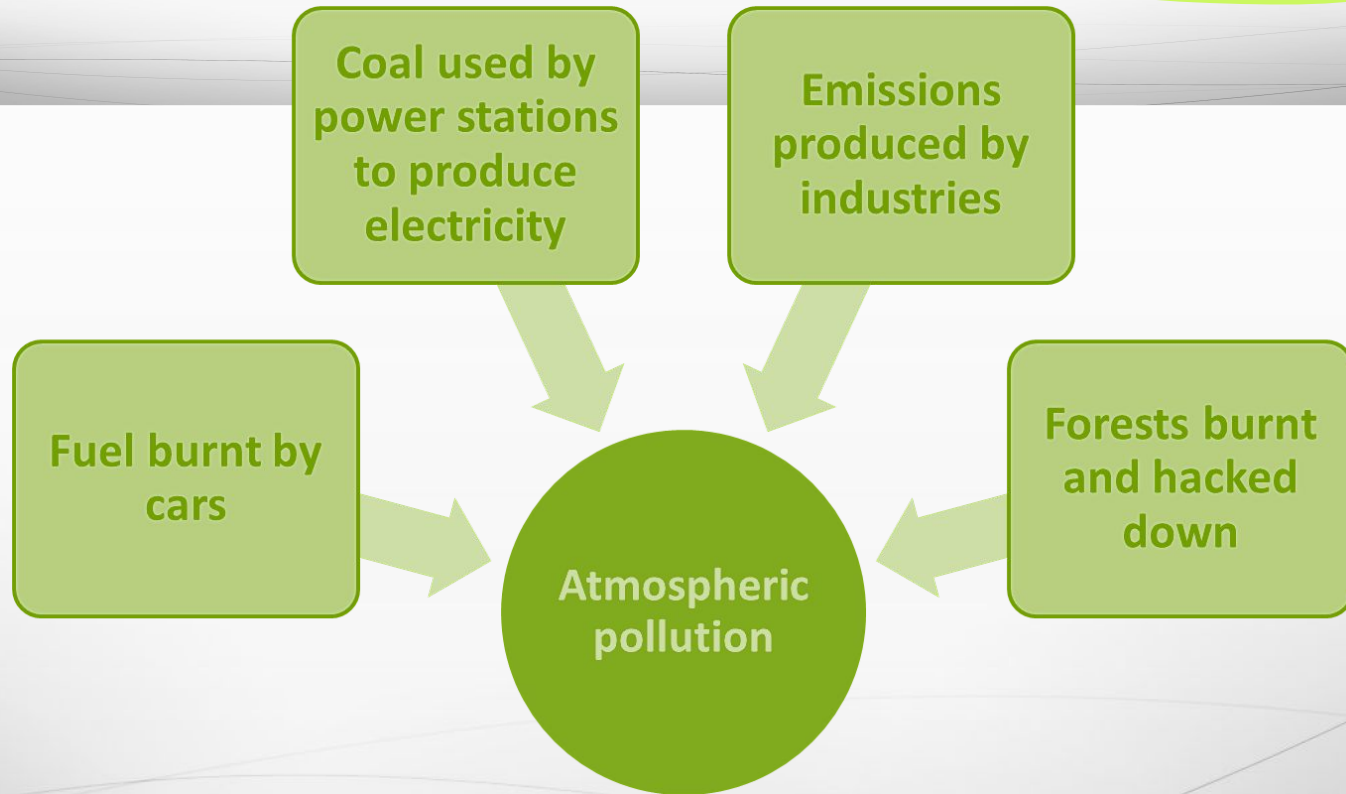 Coal used by
power stations
to produce
electricity
Emissions
produced by
industries
Fuel burnt by
cars
Forests burnt
and hacked
down
Atmospheric
pollution